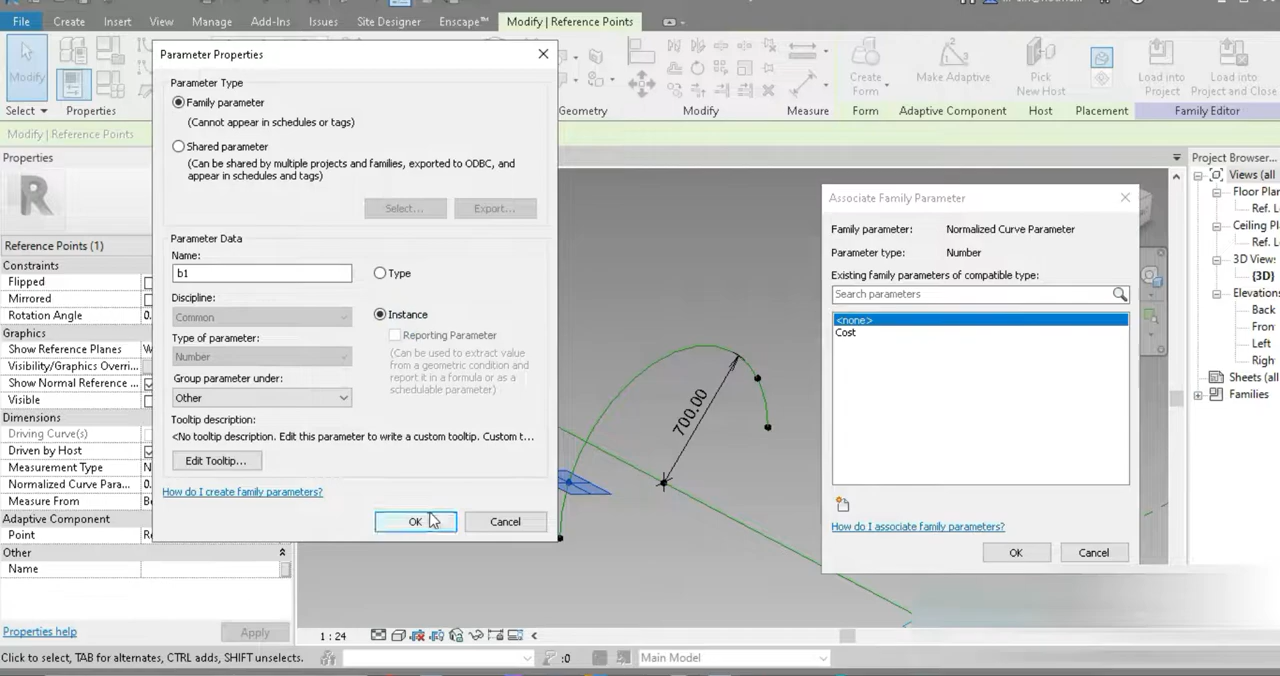 File Create Insert View Manage Add-Ins Issues Site Designer Enscape™ Modify | Reference Points
Modify
Select
Properties
Geometry
Modify
Measure
Create
Form
Form
Make Adaptive
Adaptive Component
Pick
New Host
Host
Placement
Load into
Project
Load into
Project and Close
Family Editor
Modify | Reference Points
Properties
R
Reference Points (1)
Constraints
Flipped
Mirrored
Rotation Angle 0.
Graphics
Show Reference Planes
Visibility/Graphics Overri
Show Normal Reference ...
Visible
Dimensions
Driving Curve(s)
Driven by Host
Measurement Type N
Normalized Curve Para...
Measure From Be
Adaptive Component
Point Re
Other
Name
Properties help
Apply
Parameter Properties
Parameter Type
Family parameter
(Cannot appear in schedules or tags)
Shared parameter
(Can be shared by multiple projects and families, exported to ODBC, and
appear in schedules and tags)
Select...
Export...
Parameter Data
Name:
b1
Type
Discipline:
Common
Instance
Type of parameter:
Number
Reporting Parameter
(Can be used to extract value
from a geometric condition and
report it in a formula or as a
schedulable parameter)
Group parameter under:
Other
Tooltip description:
<No tooltip description. Edit this parameter to write a custom tooltip. Custom t...
Edit Tooltip...
How do I create family parameters?
OK
Cancel
700.00
Associate Family Parameter
Family parameter: Normalized Curve Parameter
Parameter type: Number
Existing family parameters of compatible type:
Search parameters
<none>
Cost
How do I associate family parameters?
OK
Cancel
Project Browser...
Views (all
Floor Plan
Ref. L
Ceiling Pl
Ref. L
3D View:
{3D}
Elevations
Back
Front
Left
Right
Sheets (all
Families
1 : 24
Click to select, TAB for alternates, CTRL adds, SHIFT unselects.
:0
Main Model